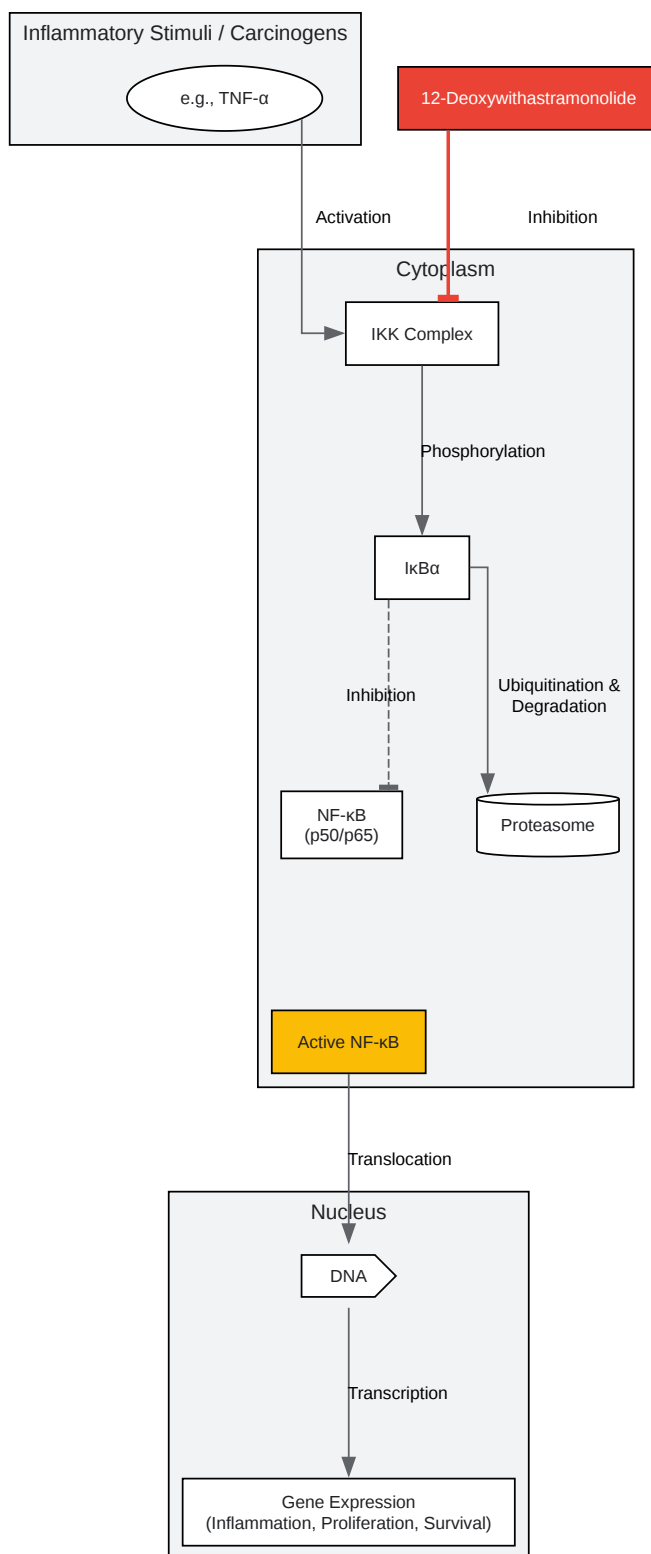 Inflammatory Stimuli / Carcinogens
e.g., TNF-α
12-Deoxywithastramonolide
Activation
Inhibition
Cytoplasm
IKK Complex
Phosphorylation
IκBα
Inhibition
Ubiquitination &
Degradation
NF-κB
(p50/p65)
Proteasome
Active NF-κB
Translocation
Nucleus
DNA
Transcription
Gene Expression
(Inflammation, Proliferation, Survival)